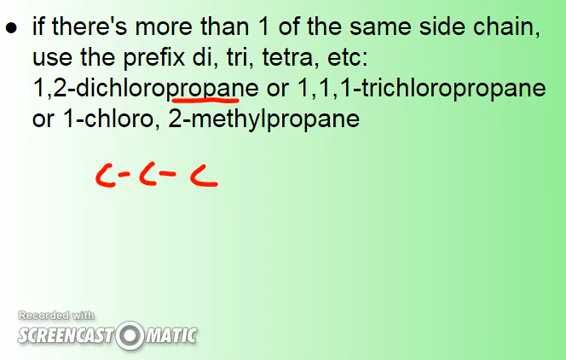 ● if there's more than 1 of the same side chain,
use the prefix di, tri, tetra, etc:
1,2-dichloropropane or 1,1,1-trichloropropane
or 1-chloro, 2-methylpropane
C-C-C
Recorded with
SCREENCAST O MATIC